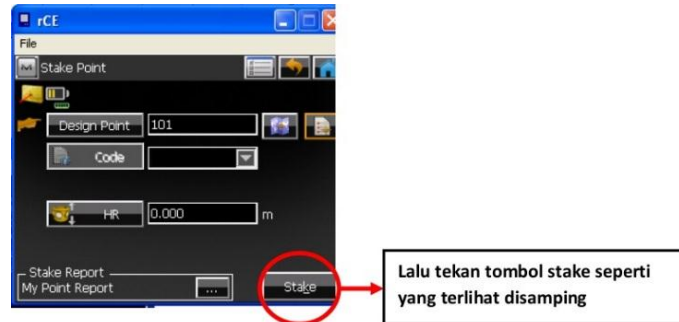 rCE
File
Stake Point
Design Point 101
Code
HR 0.000 m
Stake Report
My Point Report ... Stake
Lalu tekan tombol stake seperti
yang terlihat disamping